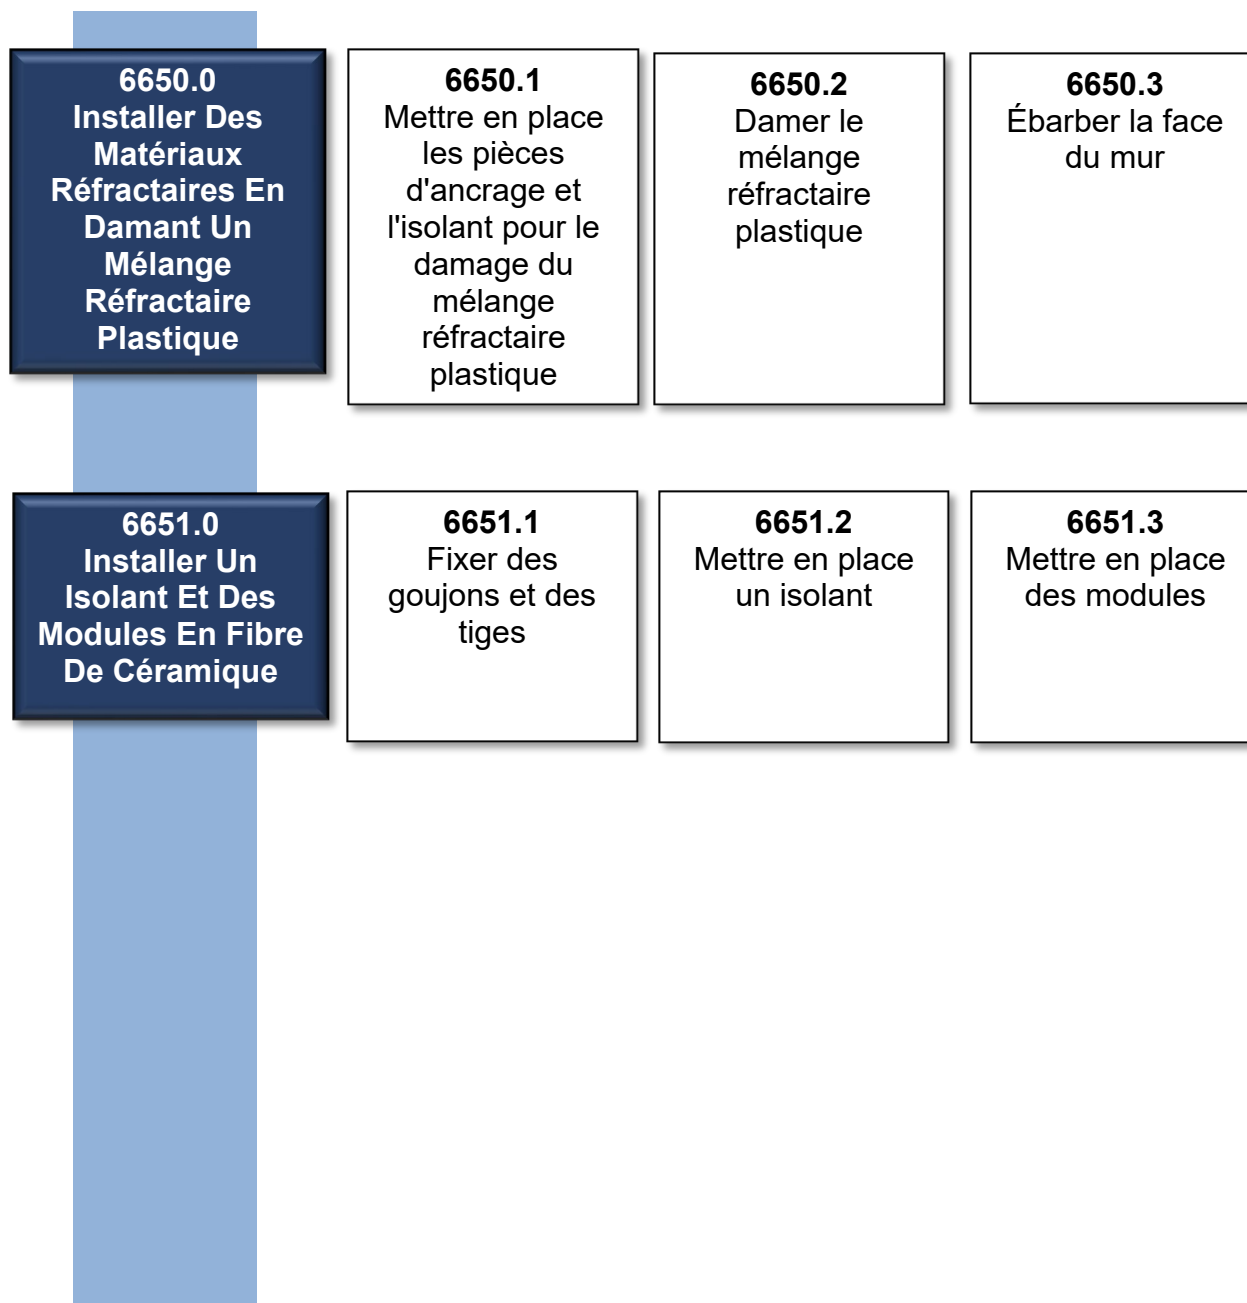 6650.0
Installer Des
Matériaux
Réfractaires En
Damant Un
Mélange
Réfractaire
Plastique
6650.1
Mettre en place
les pièces
d'ancrage et
l'isolant pour le
damage du
mélange
réfractaire
plastique
6650.2
Damer le
mélange
réfractaire
plastique
6650.3
Ébarber la face
du mur
6651.0
Installer Un
Isolant Et Des
Modules En Fibre
De Céramique
6651.1
Fixer des
goujons et des
tiges
6651.2
Mettre en place
un isolant
6651.3
Mettre en place
des modules